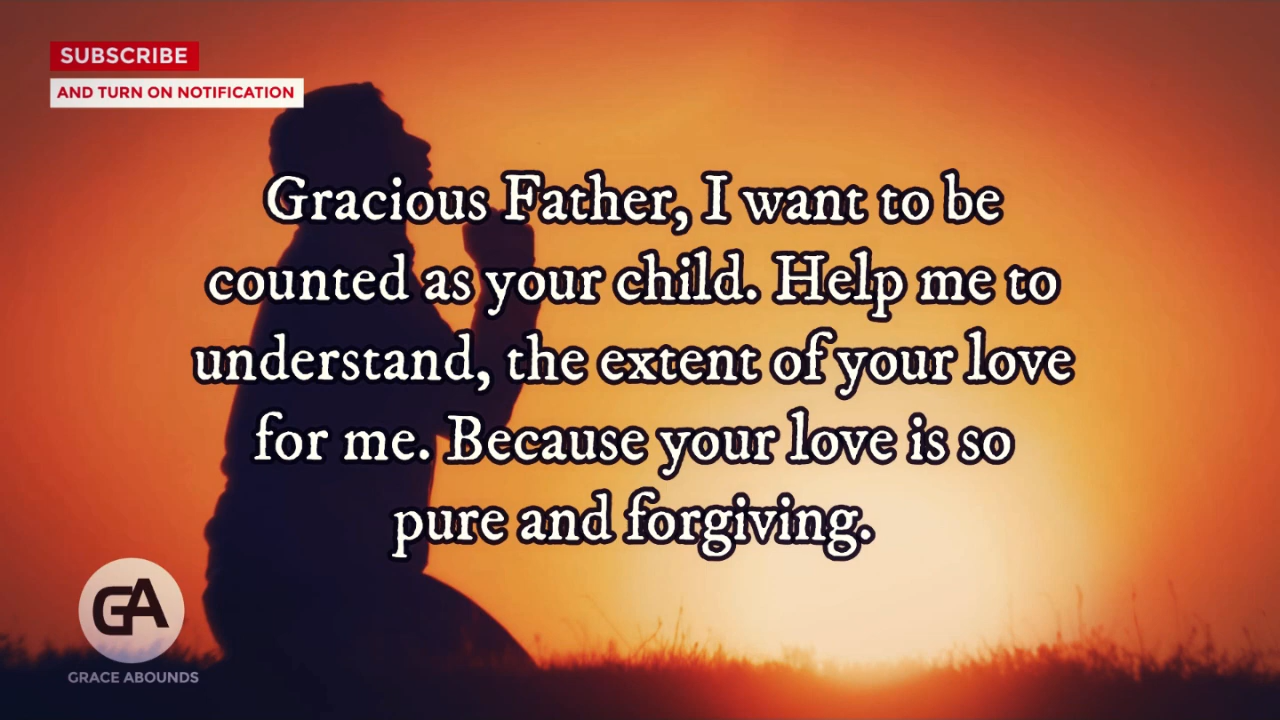 SUBSCRIBE
AND TURN ON NOTIFICATION
Gracious Father, I want to be
counted as your child. Help me to
understand, the extent of your love
for me. Because your love is so
pure and forgiving.
GA
GRACE ABOUNDS